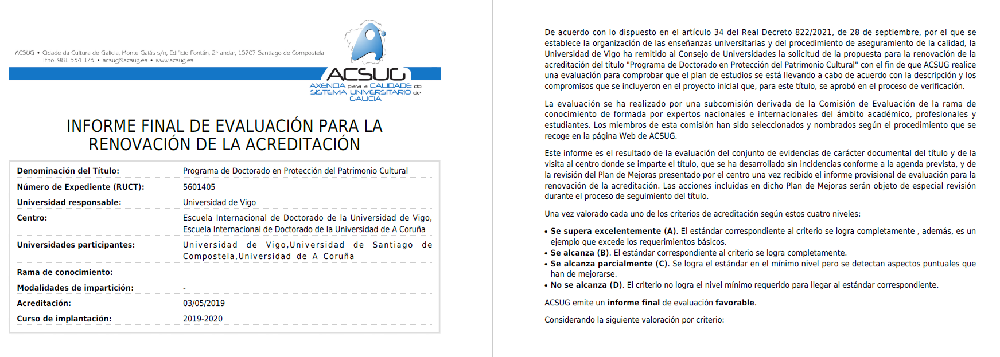 ACSUG • Cidade da Cultura de Galicia, Monte Gaiás s/n, Edificio Fontán, 2º andar, 15707 Santiago de Compostela
Tfno: 981 534 173 • acsug@acsug.es • www.acsug.es
ACSUG
AXENCIA para a CALIDADE do
SISTEMA UNIVERSITARIO de
GALICIA
INFORME FINAL DE EVALUACIÓN PARA LA
RENOVACIÓN DE LA ACREDITACIÓN
Denominación del Título: Programa de Doctorado en Protección del Patrimonio Cultural
Número de Expediente (RUCT): 5601405
Universidad responsable: Universidad de Vigo
Centro: Escuela Internacional de Doctorado de la Universidad de Vigo,
Escuela Internacional de Doctorado de la Universidad de A Coruña
Universidades participantes: Universidad de Vigo,Universidad de Santiago de
Compostela,Universidad de A Coruña
Rama de conocimiento:
Modalidades de impartición: -
Acreditación: 03/05/2019
Curso de implantación: 2019-2020
De acuerdo con lo dispuesto en el artículo 34 del Real Decreto 822/2021, de 28 de septiembre, por el que se
establece la organización de las enseñanzas universitarias y del procedimiento de aseguramiento de la calidad, la
Universidad de Vigo ha remitido al Consejo de Universidades la solicitud de la propuesta para la renovación de la
acreditación del título "Programa de Doctorado en Protección del Patrimonio Cultural" con el fin de que ACSUG realice
una evaluación para comprobar que el plan de estudios se está llevando a cabo de acuerdo con la descripción y los
compromisos que se incluyeron en el proyecto inicial que, para este título, se aprobó en el proceso de verificación.
La evaluación se ha realizado por una subcomisión derivada de la Comisión de Evaluación de la rama de
conocimiento de formada por expertos nacionales e internacionales del ámbito académico, profesionales y
estudiantes. Los miembros de esta comisión han sido seleccionados y nombrados según el procedimiento que se
recoge en la página Web de ACSUG.
Este informe es el resultado de la evaluación del conjunto de evidencias de carácter documental del título y de la
visita al centro donde se imparte el título, que se ha desarrollado sin incidencias conforme a la agenda prevista, y de
la revisión del Plan de Mejoras presentado por el centro una vez recibido el informe provisional de evaluación para la
renovación de la acreditación. Las acciones incluidas en dicho Plan de Mejoras serán objeto de especial revisión
durante el proceso de seguimiento del título.
Una vez valorado cada uno de los criterios de acreditación según estos cuatro niveles:
• Se supera excelentemente (A). El estándar correspondiente al criterio se logra completamente , además, es un
ejemplo que excede los requerimientos básicos.
• Se alcanza (B). El estándar correspondiente al criterio se logra completamente.
• Se alcanza parcialmente (C). Se logra el estándar en el mínimo nivel pero se detectan aspectos puntuales que
han de mejorarse.
• No se alcanza (D). El criterio no logra el nivel mínimo requerido para llegar al estándar correspondiente.
ACSUG emite un informe final de evaluación favorable.
Considerando la siguiente valoración por criterio: